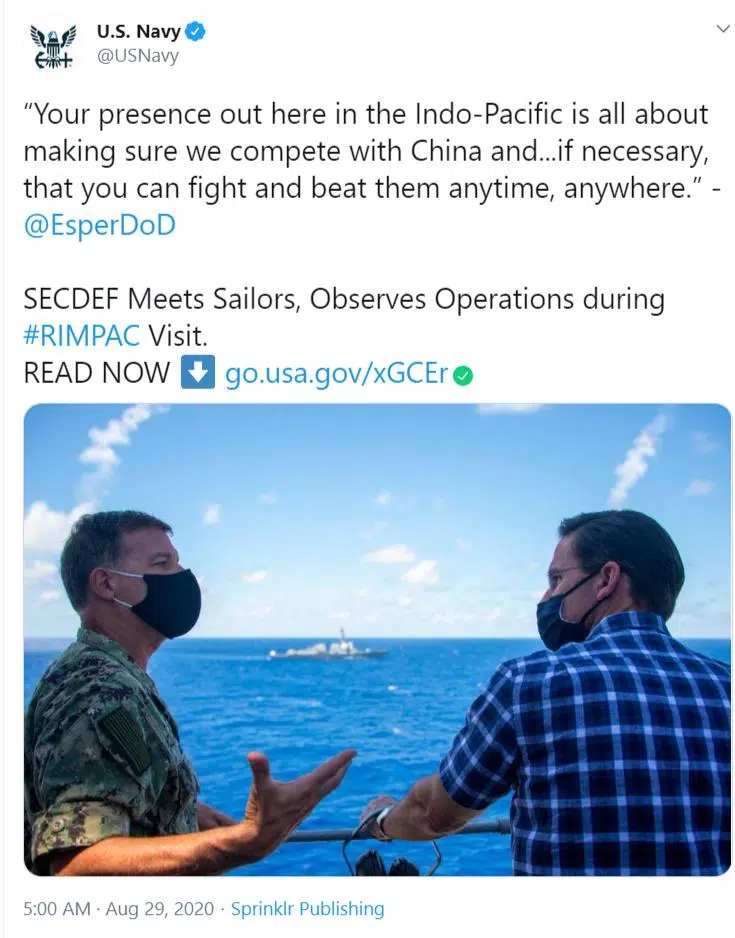 U.S. Navy
@USNavy
“Your presence out here in the Indo-Pacific is all about
making sure we compete with China and...if necessary,
that you can fight and beat them anytime, anywhere.” -
@EsperDoD
SECDEF Meets Sailors, Observes Operations during
#RIMPAC Visit.
READ NOW ⬇ go.usa.gov/xGCEr
5:00 AM · Aug 29, 2020 · Sprinklr Publishing